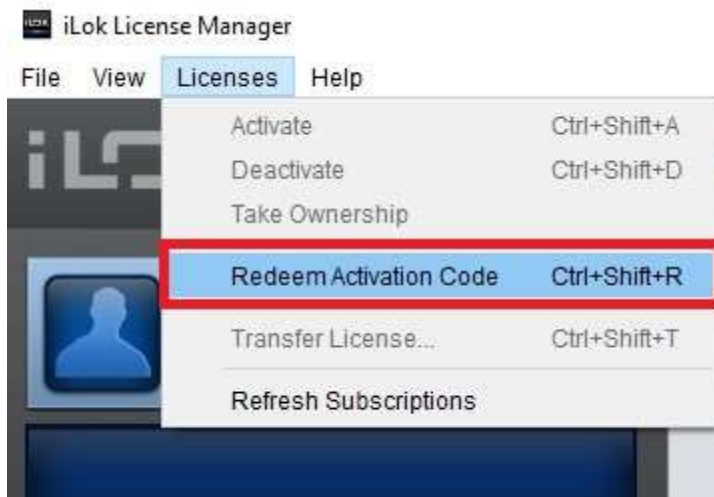 iLok License Manager
File View Licenses Help
Activate Ctrl+Shift+A
Deactivate Ctrl+Shift+D
Take Ownership
Redeem Activation Code Ctrl+Shift+R
Transfer License... Ctrl+Shift+T
Refresh Subscriptions